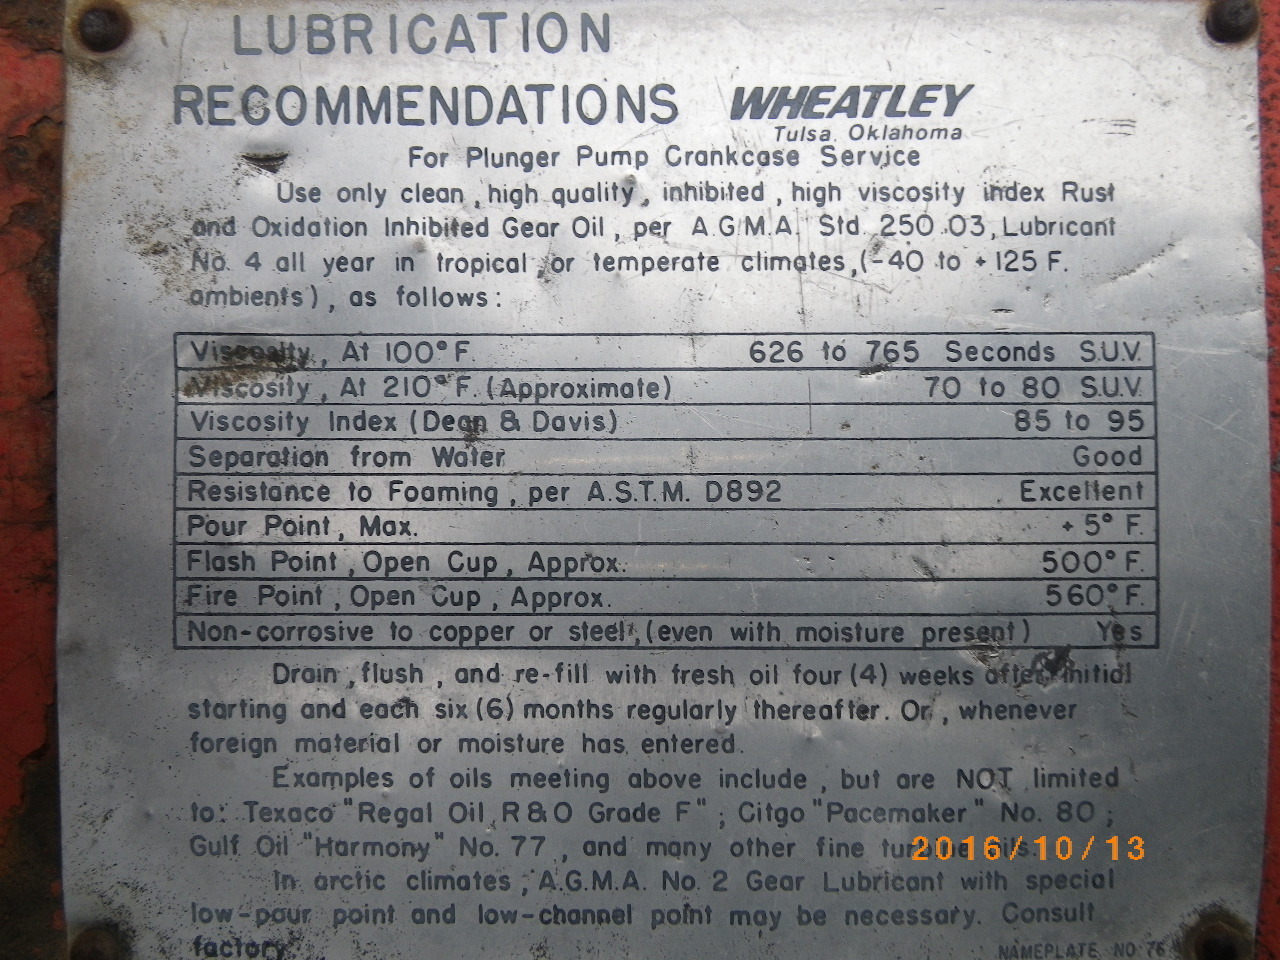 LUBRICATION
RECOMMENDATIONS WHEATLEY
Tulsa, Oklahoma
For Plunger Pump Crankcase Service
Use only clean, high quality, inhibited, high viscosity index Rust
and Oxidation Inhibited Gear Oil, per A.G.M.A. Std. 250.03, Lubricant
No. 4 all year in tropical, or temperate climates, (-40 to +125 F.
ambients), as follows:
Viscosity, At 100° F. 626 to 765 Seconds S.U.V.
Viscosity, At 210° F. (Approximate) 70 to 80 S.U.V.
Viscosity Index (Dean & Davis) 85 to 95
Separation from Water Good
Resistance to Foaming, per A.S.T.M. D892 Excellent
Pour Point, Max. +5° F.
Flash Point, Open Cup, Approx. 500° F.
Fire Point, Open Cup, Approx. 560° F.
Non-corrosive to copper or steel, (even with moisture present) Yes
Drain, flush, and re-fill with fresh oil four (4) weeks after initial
starting and each six (6) months regularly thereafter. Or, whenever
foreign material or moisture has entered.
Examples of oils meeting above include, but are NOT limited
to: Texaco "Regal Oil R&O Grade F"; Citgo "Pacemaker" No. 80;
Gulf Oil "Harmony" No. 77, and many other fine turbine oils.
2016/10/13
In arctic climates, A.G.M.A. No. 2 Gear Lubricant with special
low-pour point and low-channel point may be necessary. Consult
factory.
NAMEPLATE NO 76